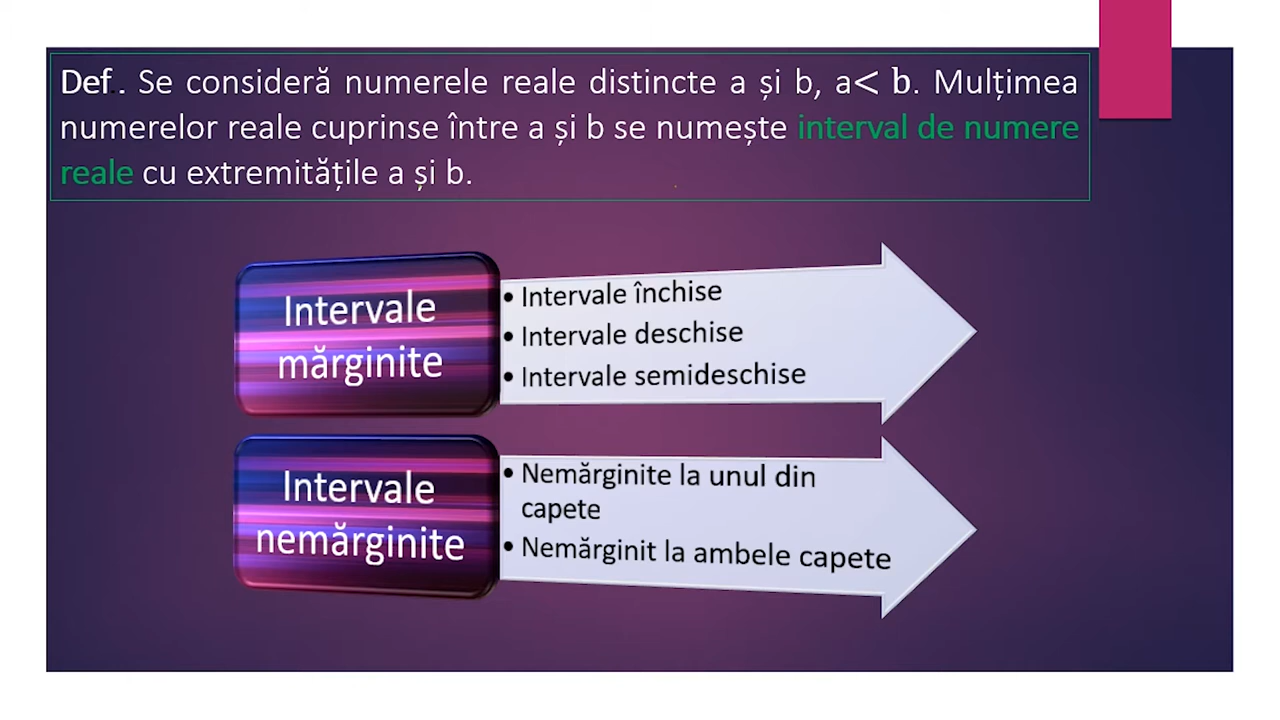 Def.. Se consideră numerele reale distincte a și b, a< b. Mulțimea
numerelor reale cuprinse între a și b se numește interval de numere
reale cu extremitățile a și b.
Intervale
mărginite
• Intervale închise
• Intervale deschise
• Intervale semideschise
Intervale
nemărginite
• Nemărginite la unul din
capete
• Nemărginit la ambele capete